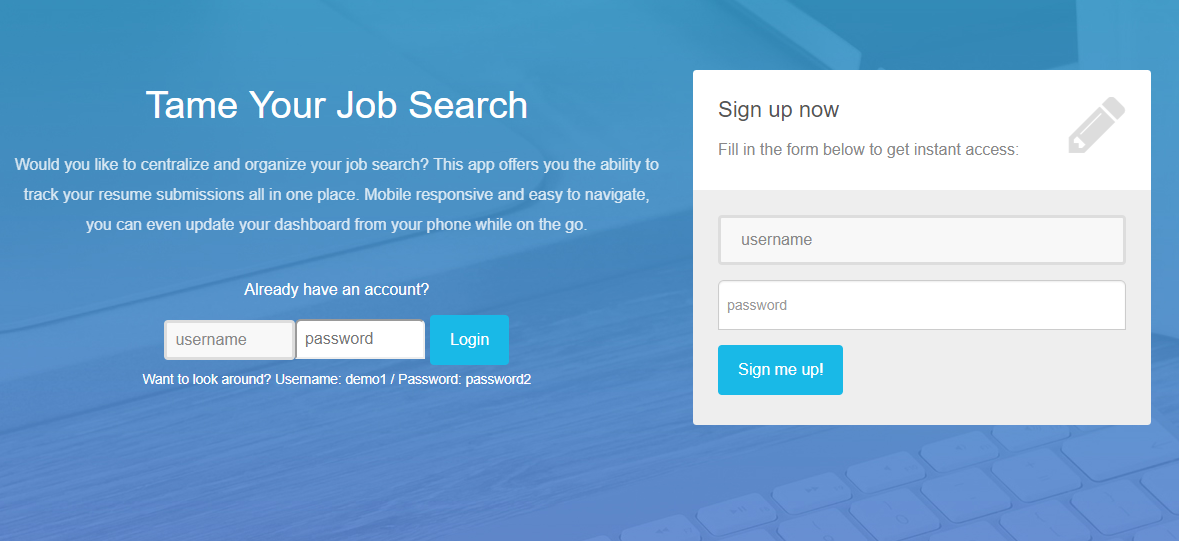 Tame Your Job Search
Would you like to centralize and organize your job search? This app offers you the ability to
track your resume submissions all in one place. Mobile responsive and easy to navigate,
you can even update your dashboard from your phone while on the go.
Already have an account?
username
password
Login
Want to look around? Username: demo1 / Password: password2
Sign up now
Fill in the form below to get instant access:
username
password
Sign me up!